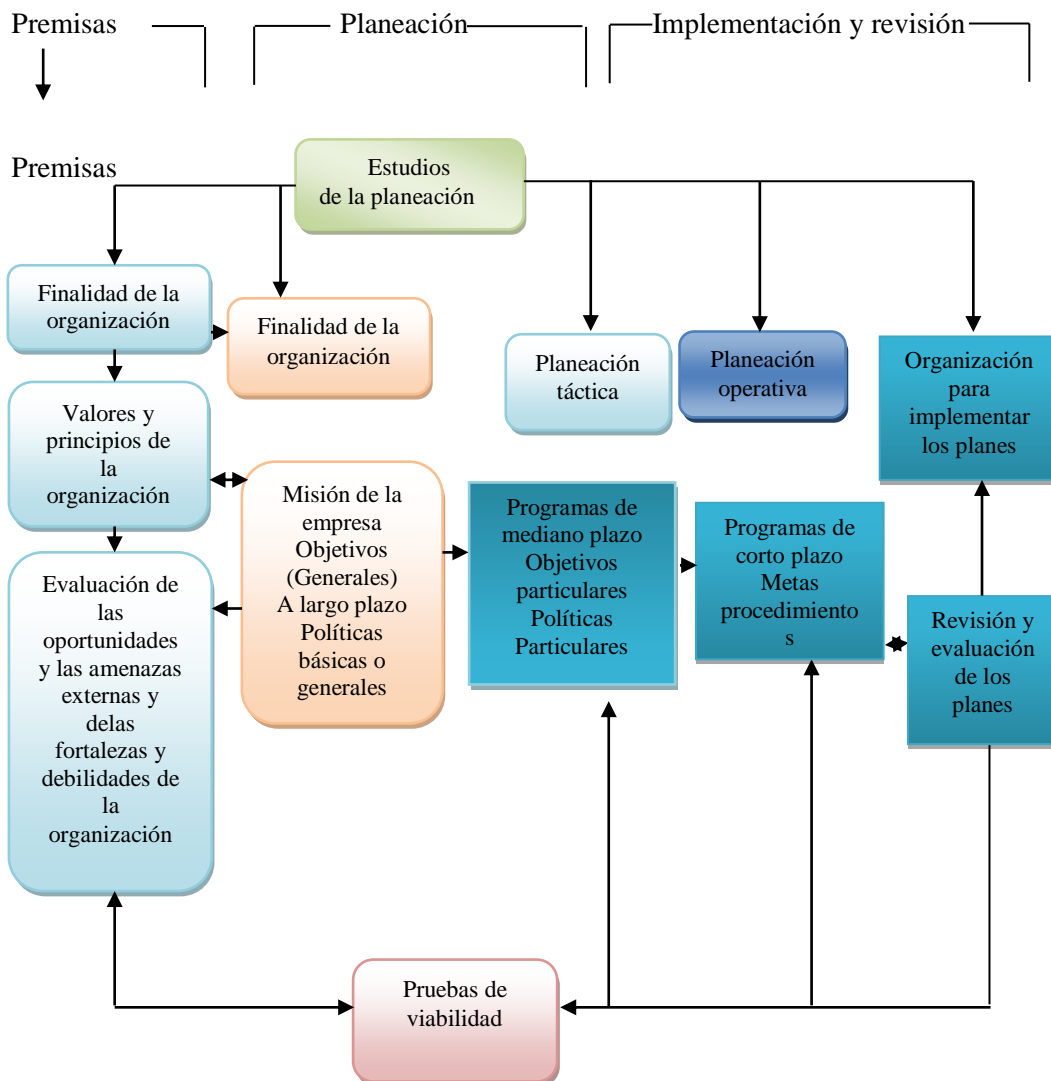 Premisas
Planeación
Implementación y revisión
Premisas
Estudios
de la planeación
Finalidad de la
organización
Finalidad de la
organización
Planeación
táctica
Planeación
operativa
Organización
para
implementar
los planes
Valores y
principios de
la
organización
Misión de la
empresa
Objetivos
(Generales)
A largo plazo
Políticas
básicas o
generales
Programas de
mediano plazo
Objetivos
particulares
Políticas
Particulares
Programas de
corto plazo
Metas
procedimiento
s
Evaluación de
las
oportunidades
y las amenazas
externas y
delas
fortalezas y
debilidades de
la
organización
Revisión y
evaluación
de los
planes
Pruebas de
viabilidad